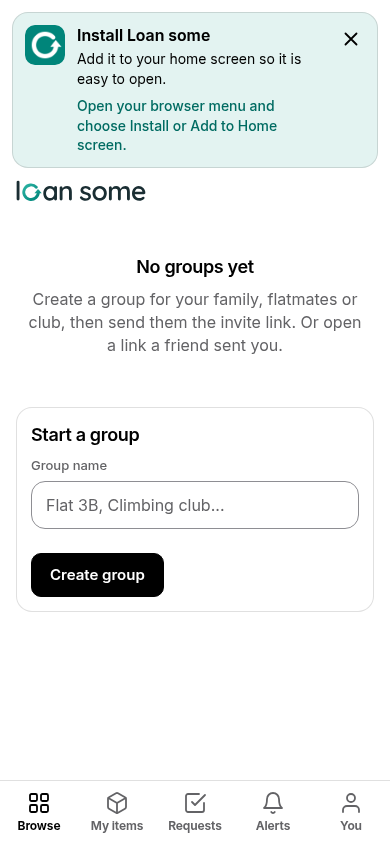 Install Loan some
Add it to your home screen so it is
easy to open.
Open your browser menu and
choose Install or Add to Home
screen.
loan some
No groups yet
Create a group for your family, flatmates or
club, then send them the invite link. Or open
a link a friend sent you.
Start a group
Group name
Flat 3B, Climbing club...
Create group
Browse
My items
Requests
Alerts
You